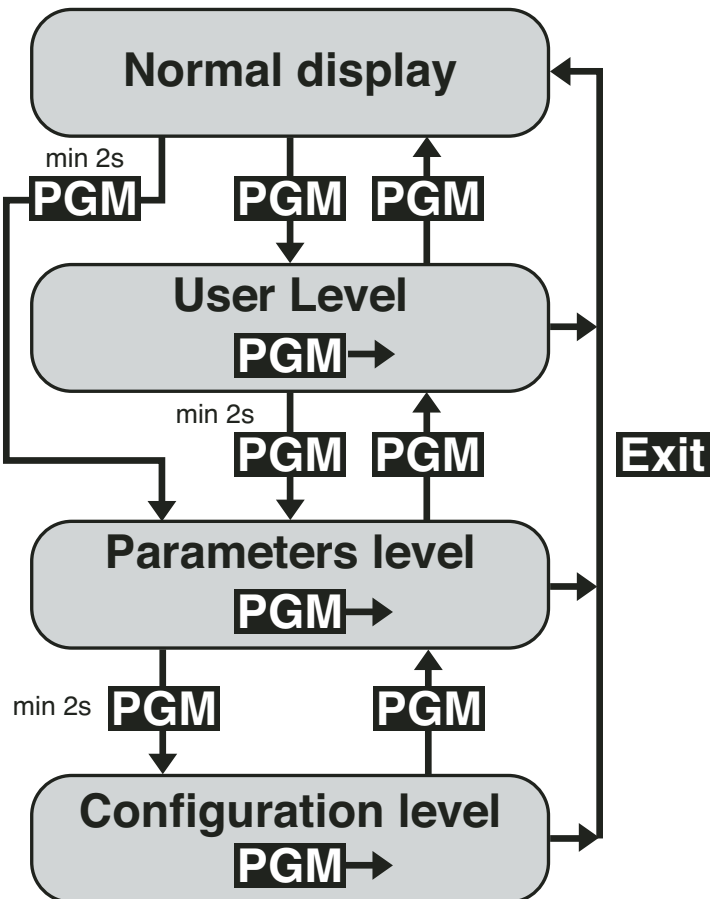 Normal display
min 2s
PGM PGM PGM
User Level
PGM
min 2s
PGM PGM
Exit
Parameters level
PGM
min 2s PGM PGM
Configuration level
PGM